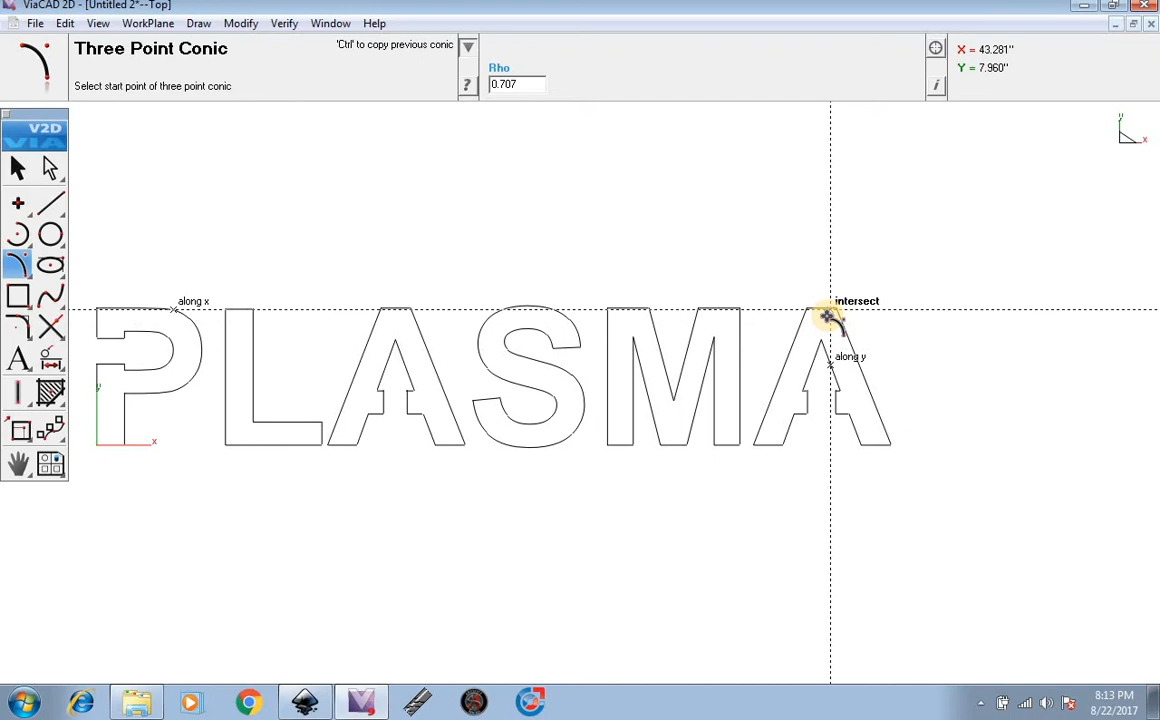 ViaCAD 2D - [Untitled 2*--Top]
File Edit View WorkPlane Draw Modify Verify Window Help
Three Point Conic
'Ctrl' to copy previous conic
Select start point of three point conic
?
Rho
0.707
i
X = 43.281"
Y = 7.960"
V2D
VIA
A
y
x
along x
intersect
along y
PLASMA
y
x
8:13 PM
8/22/2017